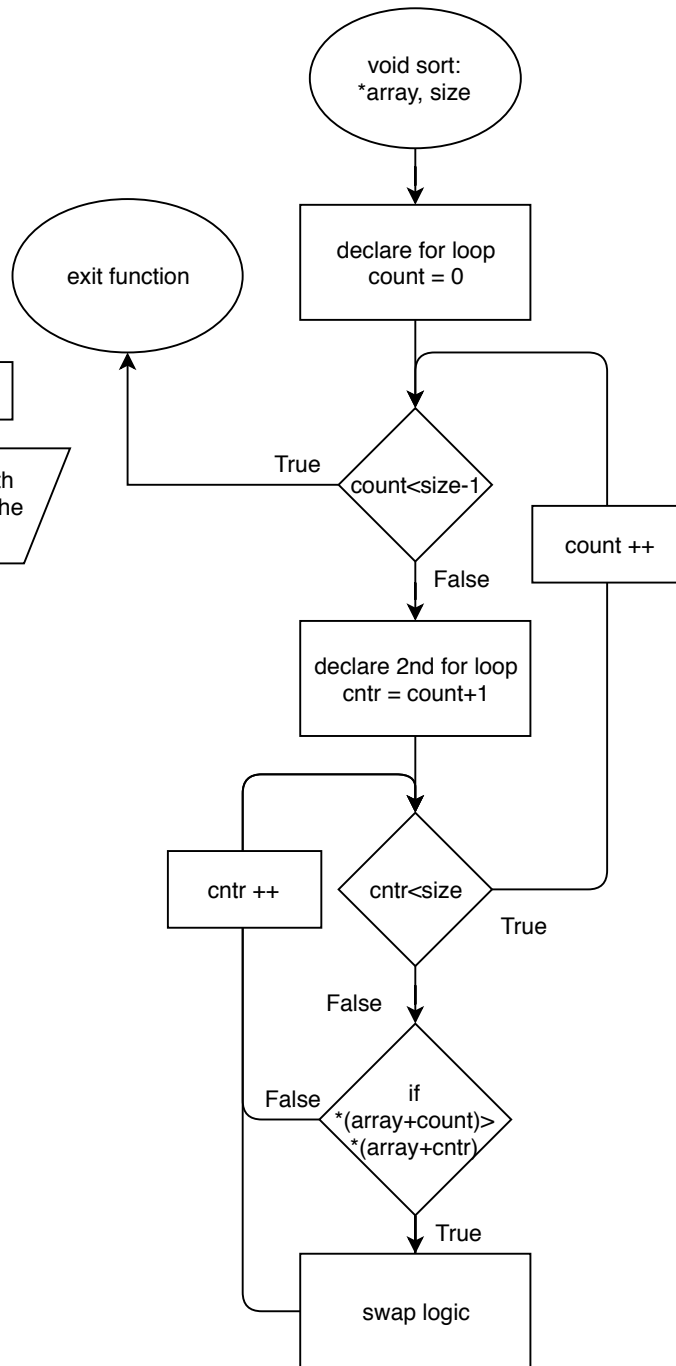 void sort:
*array, size
declare for loop
count = 0
exit function
True
count<size-1
th
he
count ++
False
declare 2nd for loop
cntr = count+1
cntr ++
cntr<size
True
False
if
*(array+count)>
*(array+cntr)
False
True
swap logic